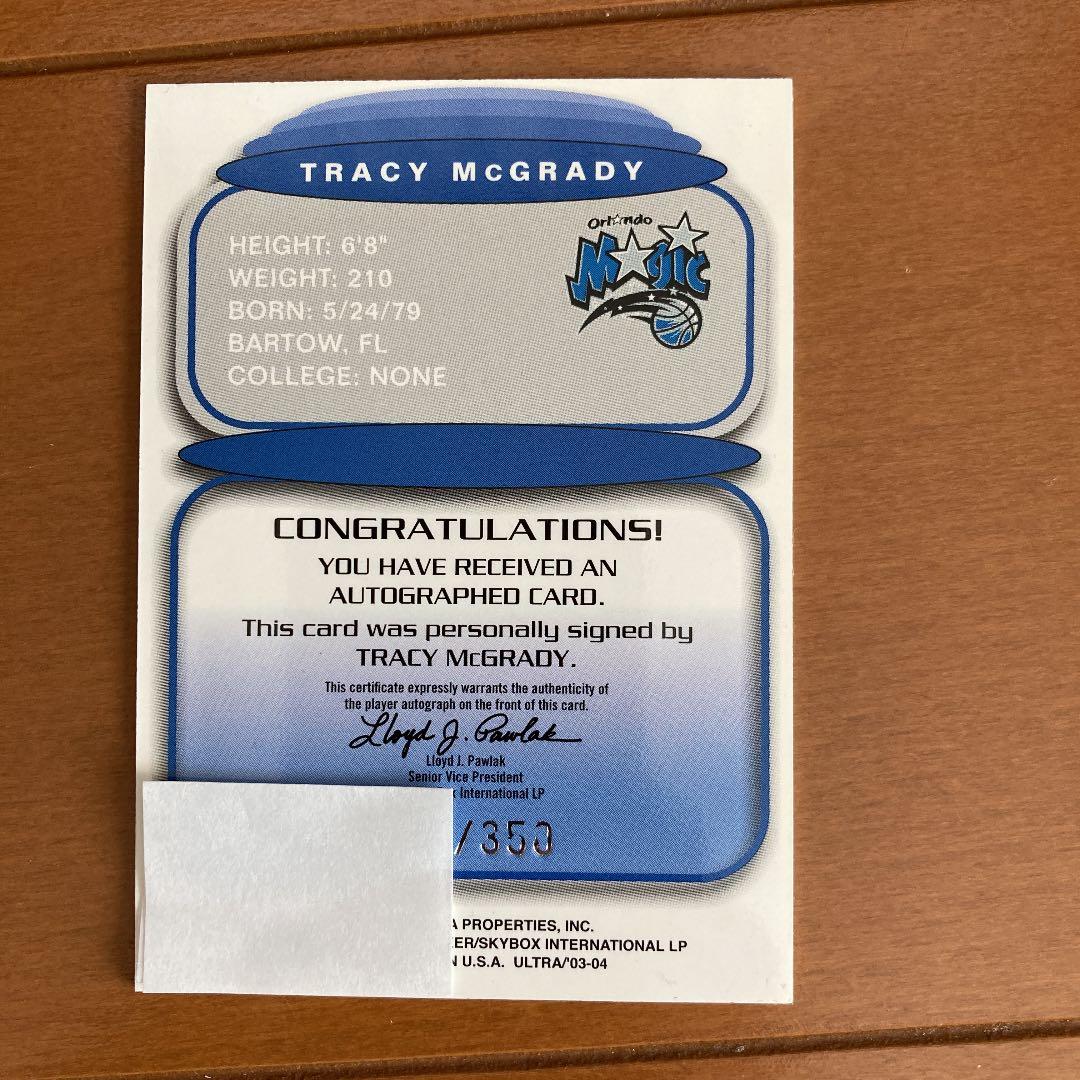 TRACY McGRADY
Orlando
Magic
HEIGHT: 6'8"
WEIGHT: 210
BORN: 5/24/79
BARTOW, FL
COLLEGE: NONE
CONGRATULATIONS!
YOU HAVE RECEIVED AN
AUTOGRAPHED CARD.
This card was personally signed by
TRACY McGRADY.
This certificate expressly warrants the authenticity of
the player autograph on the front of this card.
Lloyd J. Pawlak
Lloyd J. Pawlak
Senior Vice President
International LP
/350
A PROPERTIES, INC.
ER/SKYBOX INTERNATIONAL LP
N U.S.A. ULTRA/'03-04